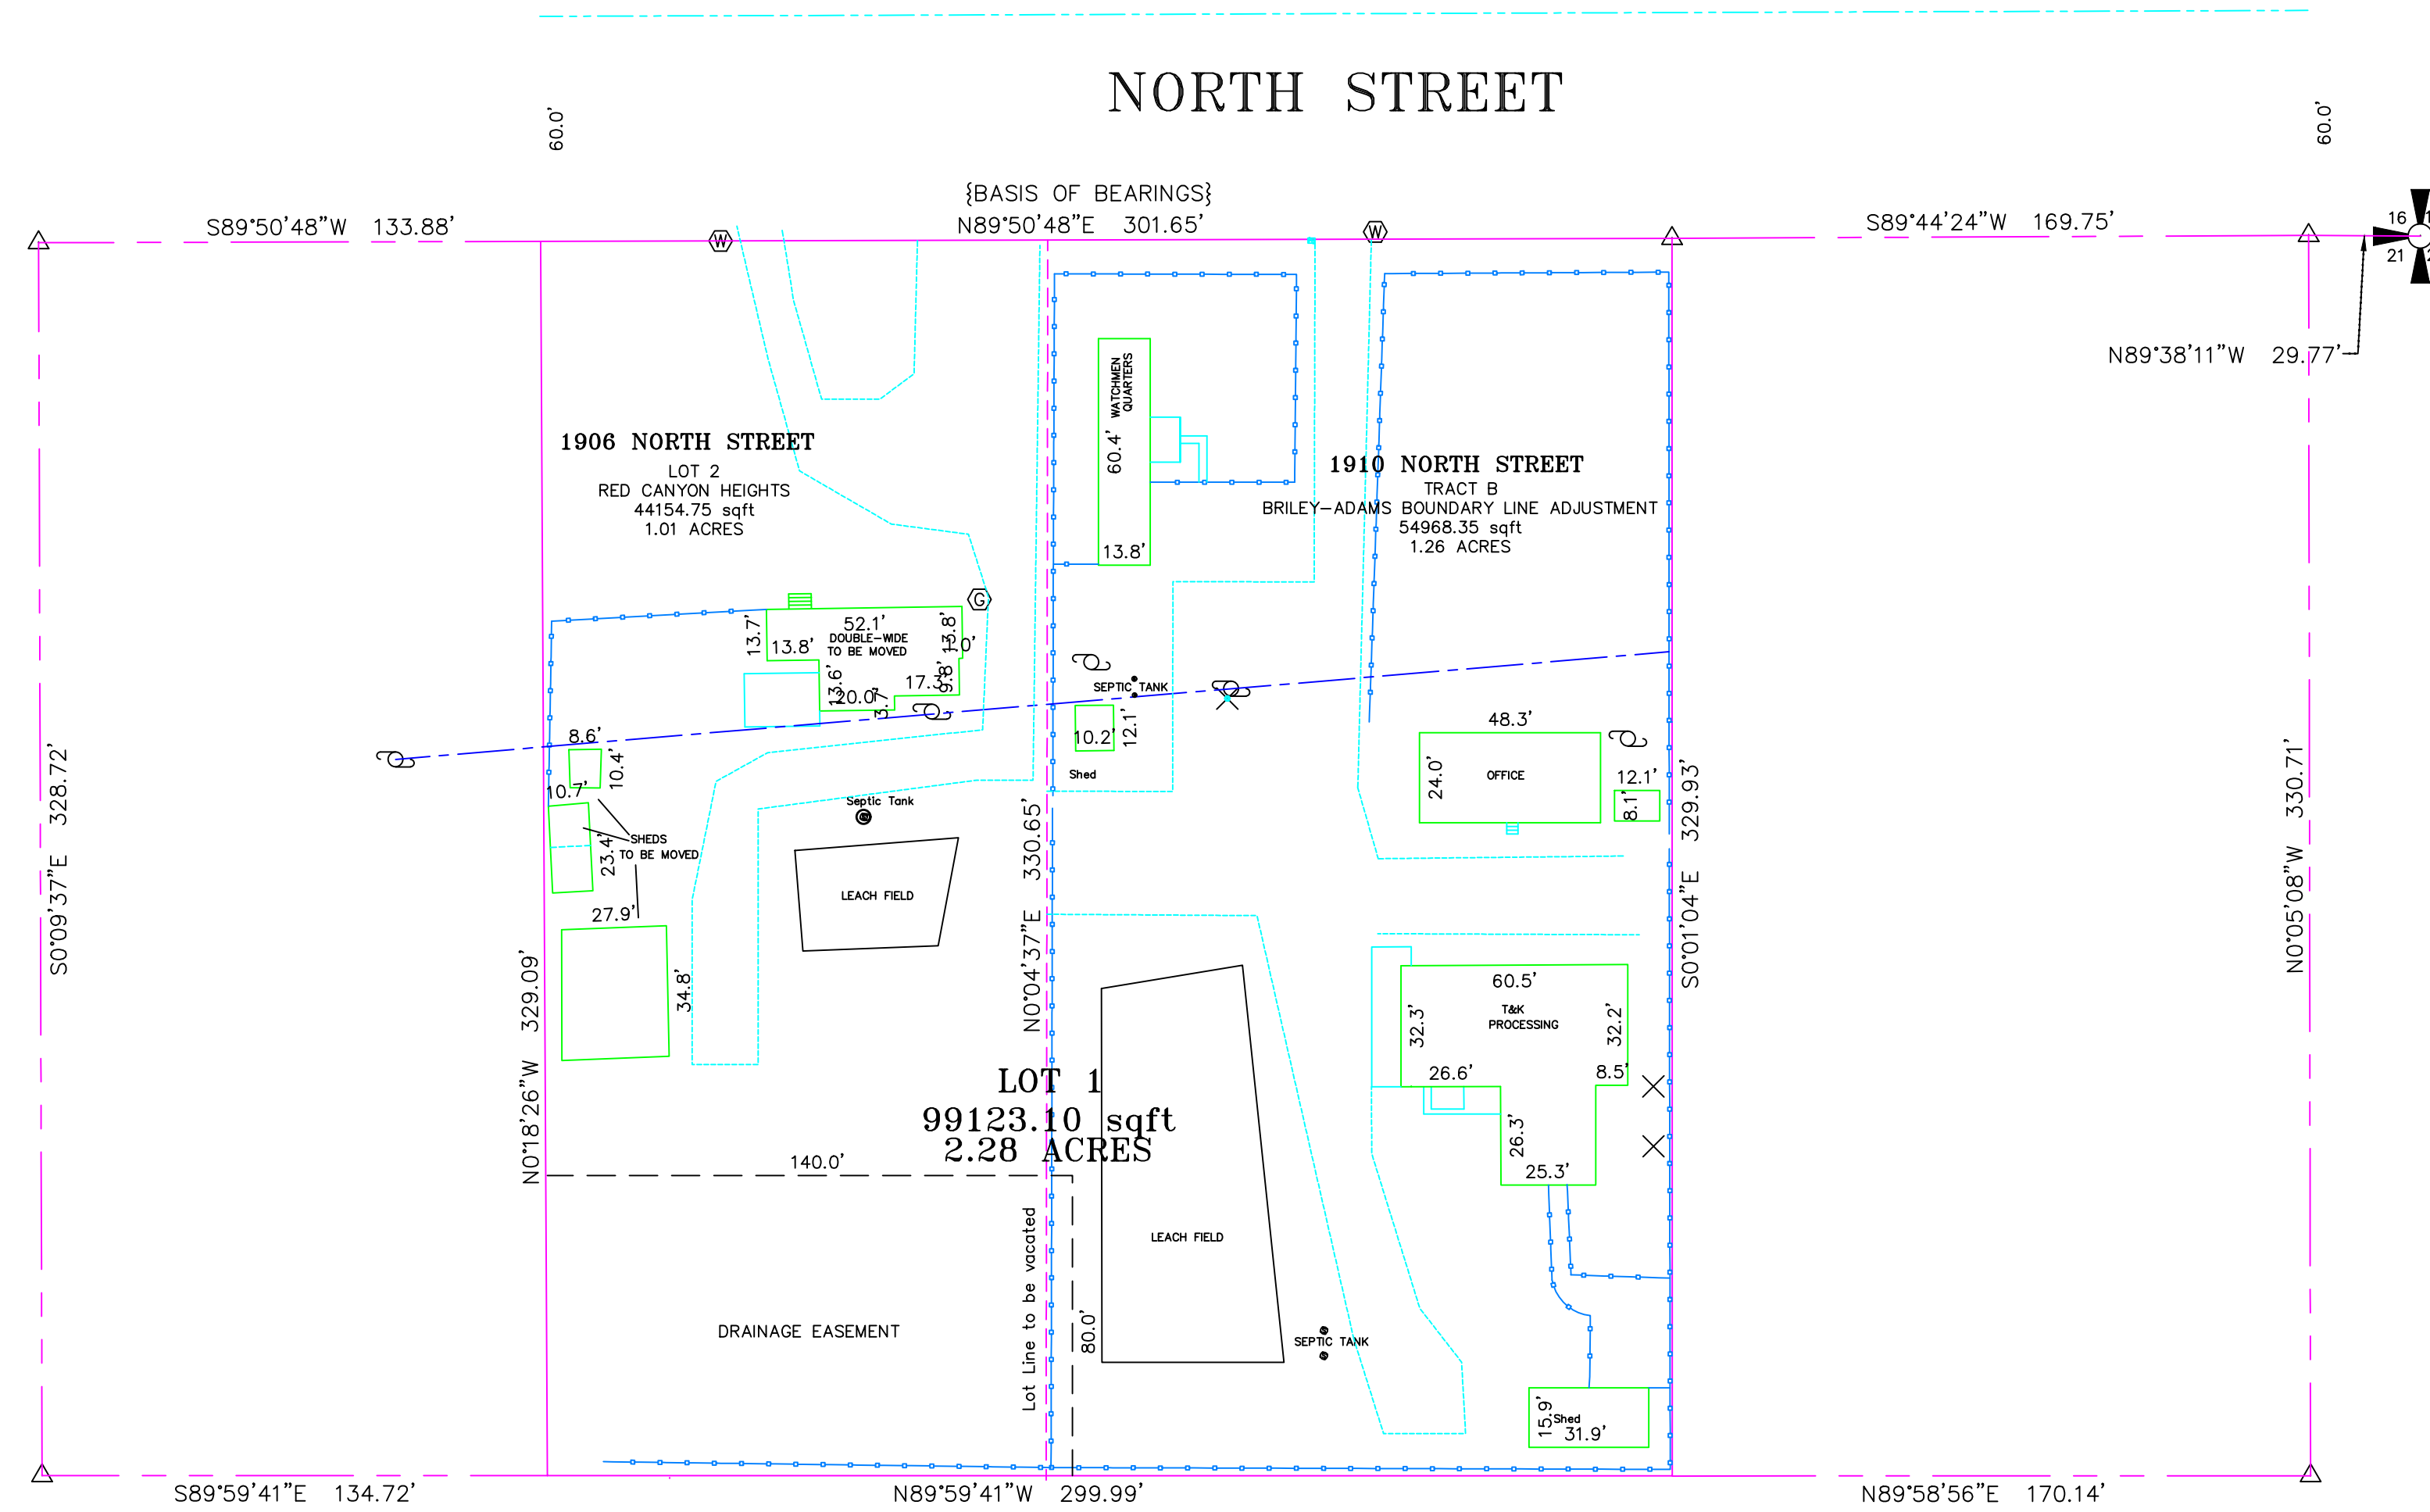 NORTH STREET
60.0'
60.0'
{BASIS OF BEARINGS}
S89°50'48"W 133.88'
N89°50'48"E 301.65'
S89°44'24"W 169.75'
W
W
16
21
N89°38'11"W 29.77'
WATCHMEN
QUARTERS
60.4'
13.8'
1906 NORTH STREET
LOT 2
RED CANYON HEIGHTS
44154.75 sqft
1.01 ACRES
1910 NORTH STREET
TRACT B
BRILEY-ADAMS BOUNDARY LINE ADJUSTMENT
54968.35 sqft
1.26 ACRES
G
52.1'
DOUBLE-WIDE
TO BE MOVED
13.7'
13.8'
13.8'
1.0'
13.6'
20.0'
3.7'
17.3'
9.8'
SEPTIC TANK
10.2'
12.1'
Shed
48.3'
24.0'
OFFICE
12.1'
8.1'
8.6'
10.4'
10.7'
23.4'
SHEDS
TO BE MOVED
27.9'
34.8'
Septic Tank
LEACH FIELD
S0°09'37"E 328.72'
N0°18'26"W 329.09'
N0°04'37"E 330.65'
S0°01'04"E 329.93'
N0°05'08"W 330.71'
60.5'
T&K
PROCESSING
32.3'
32.2'
26.6'
8.5'
26.3'
25.3'
LOT 1
99123.10 sqft
2.28 ACRES
140.0'
80.0'
Lot Line to be vacated
DRAINAGE EASEMENT
LEACH FIELD
SEPTIC TANK
15.9'
Shed
31.9'
S89°59'41"E 134.72'
N89°59'41"W 299.99'
N89°58'56"E 170.14'